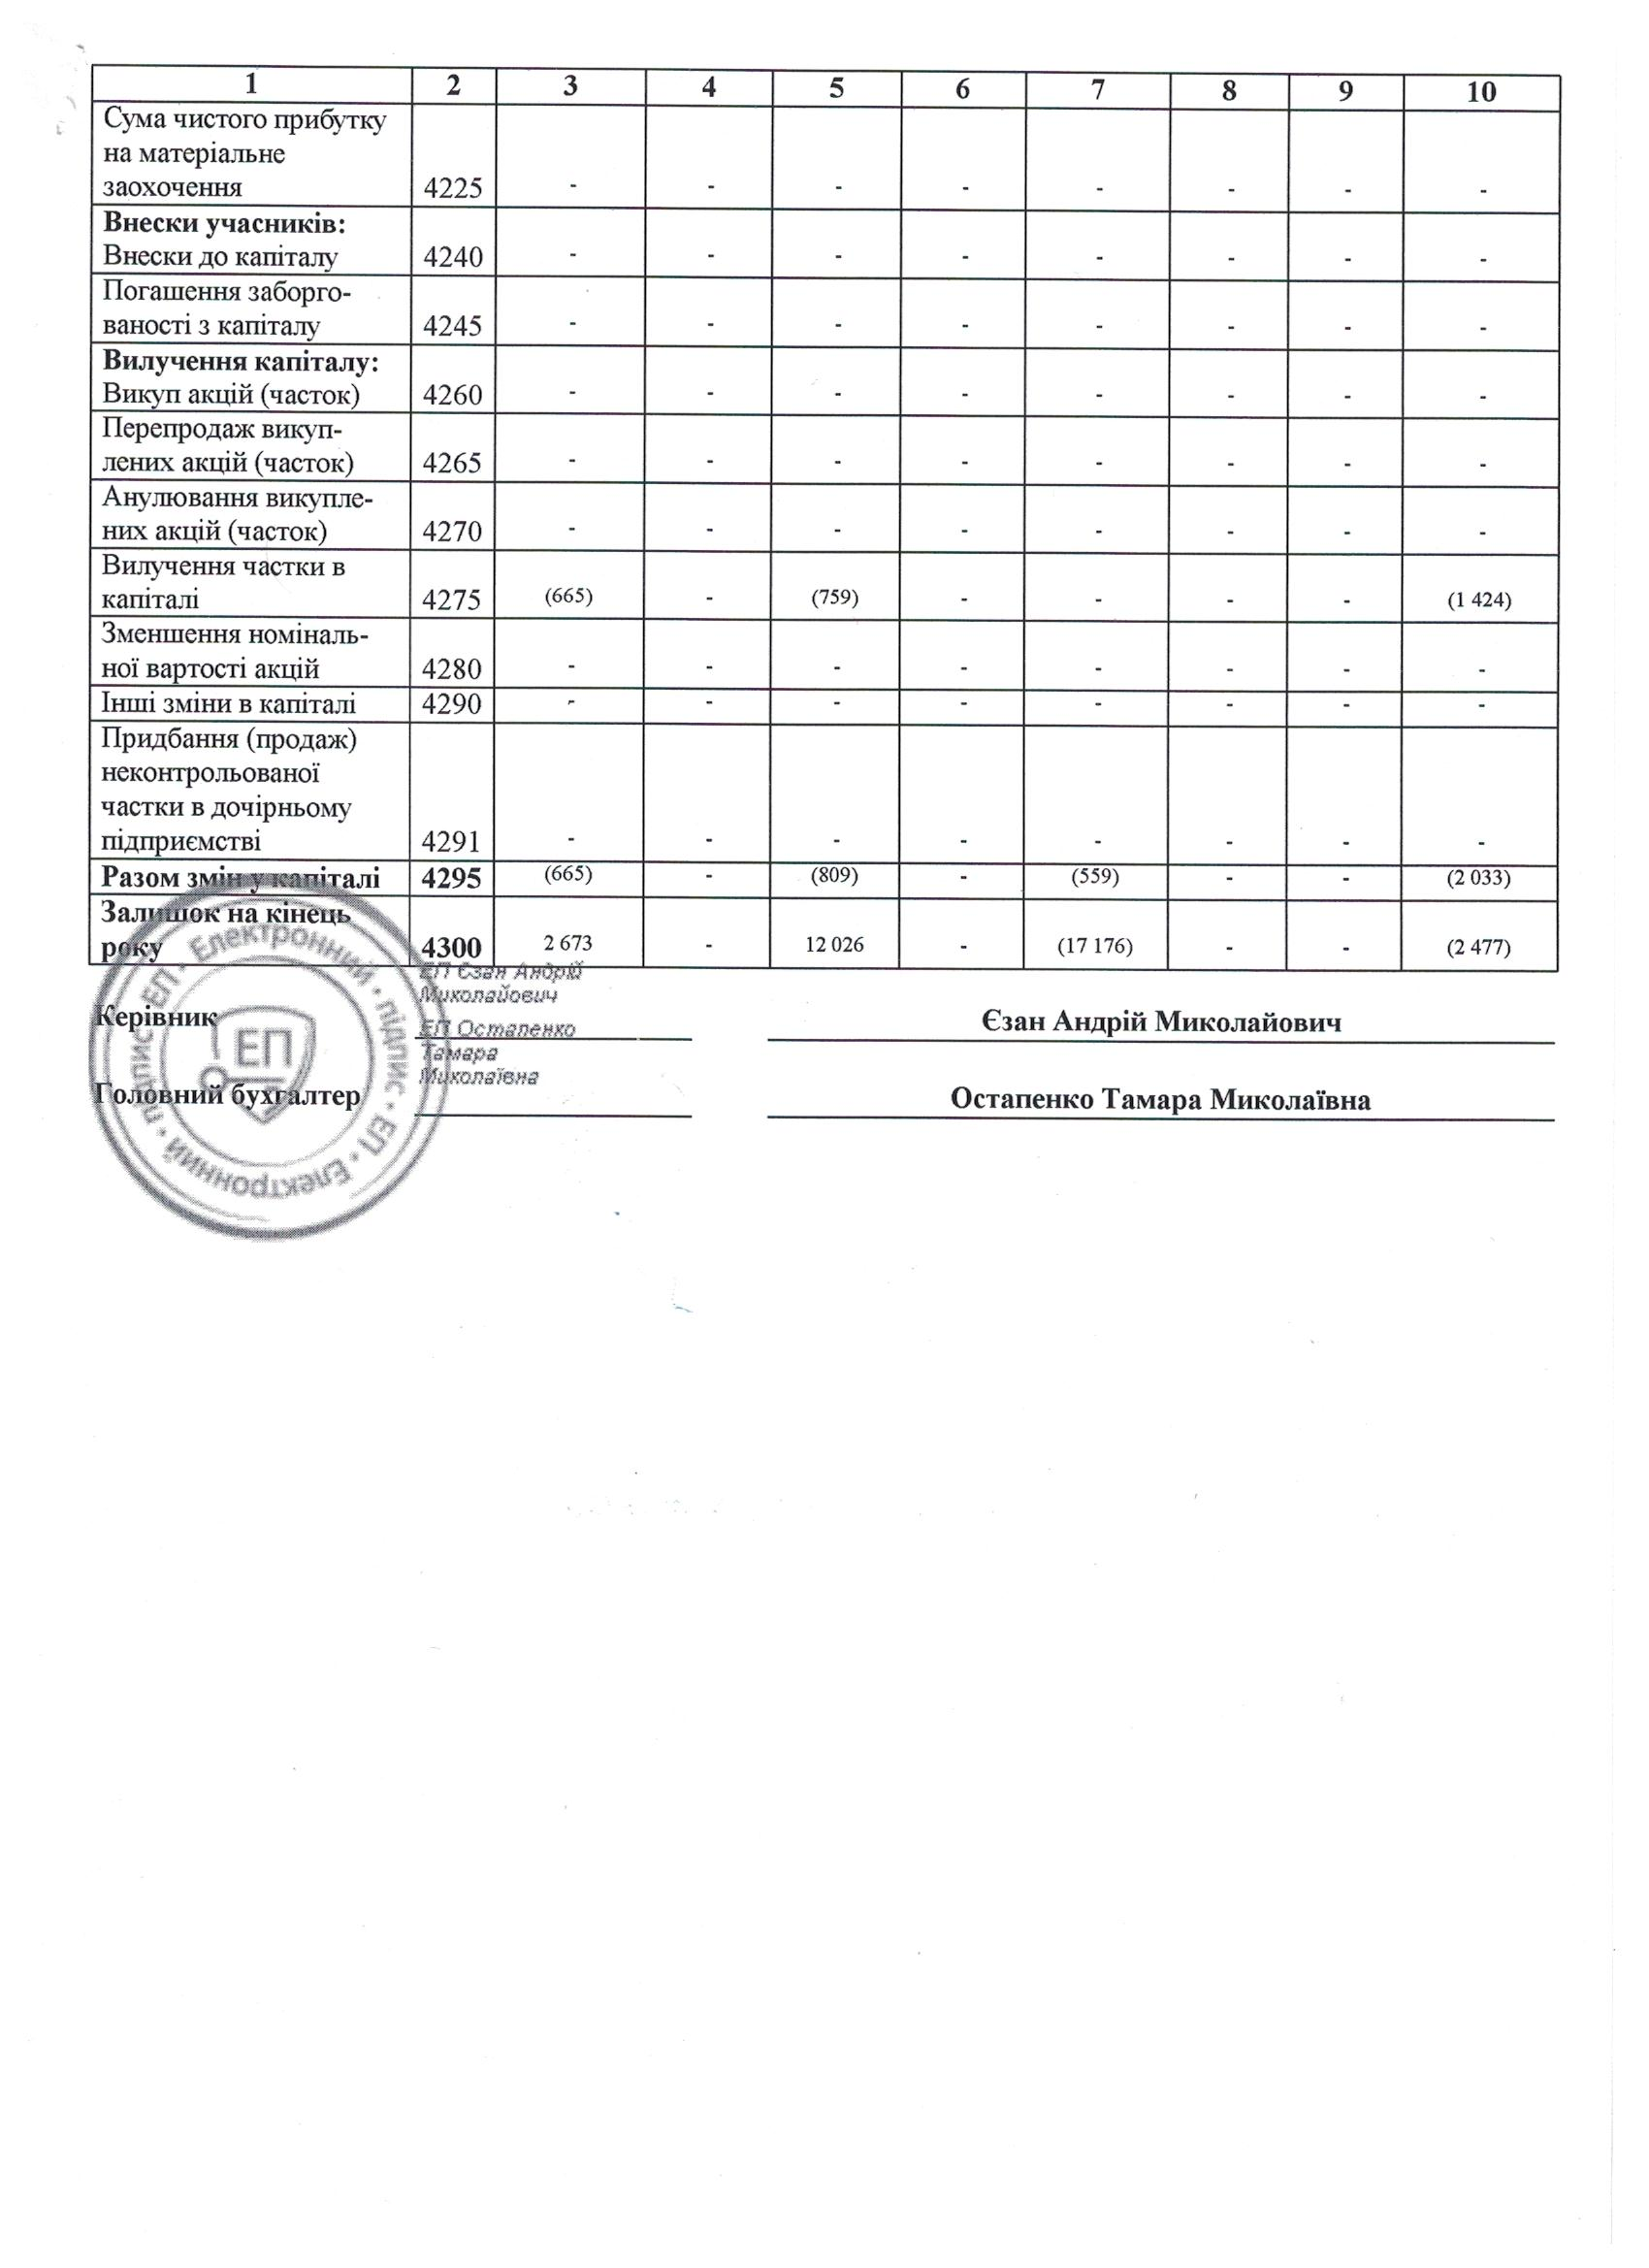 1 2 3 4 5 6 7 8 9 10
Сума чистого прибутку
на матеріальне
заохочення 4225 - - - - - - - -
Внески учасників:
Внески до капіталу 4240 - - - - - - - -
Погашення заборго-
ваності з капіталу 4245 - - - - - - - -
Вилучення капіталу:
Викуп акцій (часток) 4260 - - - - - - - -
Перепродаж викуп-
лених акцій (часток) 4265 - - - - - - - -
Анулювання викупле-
них акцій (часток) 4270 - - - - - - - -
Вилучення частки в
капіталі 4275 (665) - (759) - - - - (1 424)
Зменшення номіналь-
ної вартості акцій 4280 - - - - - - - -
Інші зміни в капіталі 4290 - - - - - - - -
Придбання (продаж)
неконтрольованої
частки в дочірньому
підприємстві 4291 - - - - - - - -
Разом змін у капіталі 4295 (665) - (809) - (559) - - (2 033)
Залишок на кінець
року 4300 2 673 - 12 026 - (17 176) - - (2 477)
ЕП Єзан Андрій
Миколайович
Керівник Єзан Андрій Миколайович
ЕП Остапенко
Тамара
Миколаївна
Головний бухгалтер Остапенко Тамара Миколаївна
Електронний • підпис • ЕП • Електронний • підпис • ЕП •
ЕП